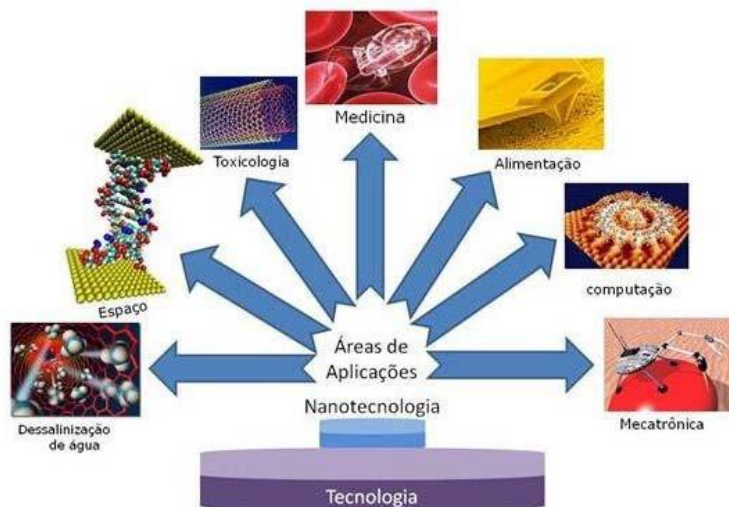 Medicina
Toxicologia
Alimentação
Espaço
computação
Áreas de
Aplicações
Dessalinização
de água
Mecatrônica
Nanotecnologia
Tecnologia